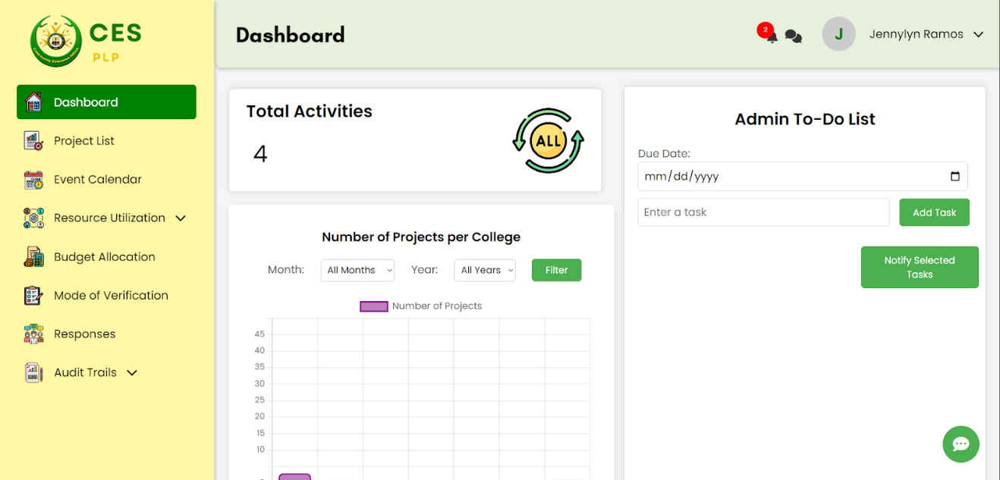 CES
PLP
Community Extension Office
Dashboard
Project List
Event Calendar
Resource Utilization
Budget Allocation
Mode of Verification
Responses
Audit Trails
Dashboard
2
J
Jennylyn Ramos
Total Activities
4
ALL
Number of Projects per College
Month:
All Months
Year:
All Years
Filter
Number of Projects
45
40
35
30
25
20
15
10
Admin To-Do List
Due Date:
mm/dd/yyyy
Enter a task
Add Task
Notify Selected
Tasks